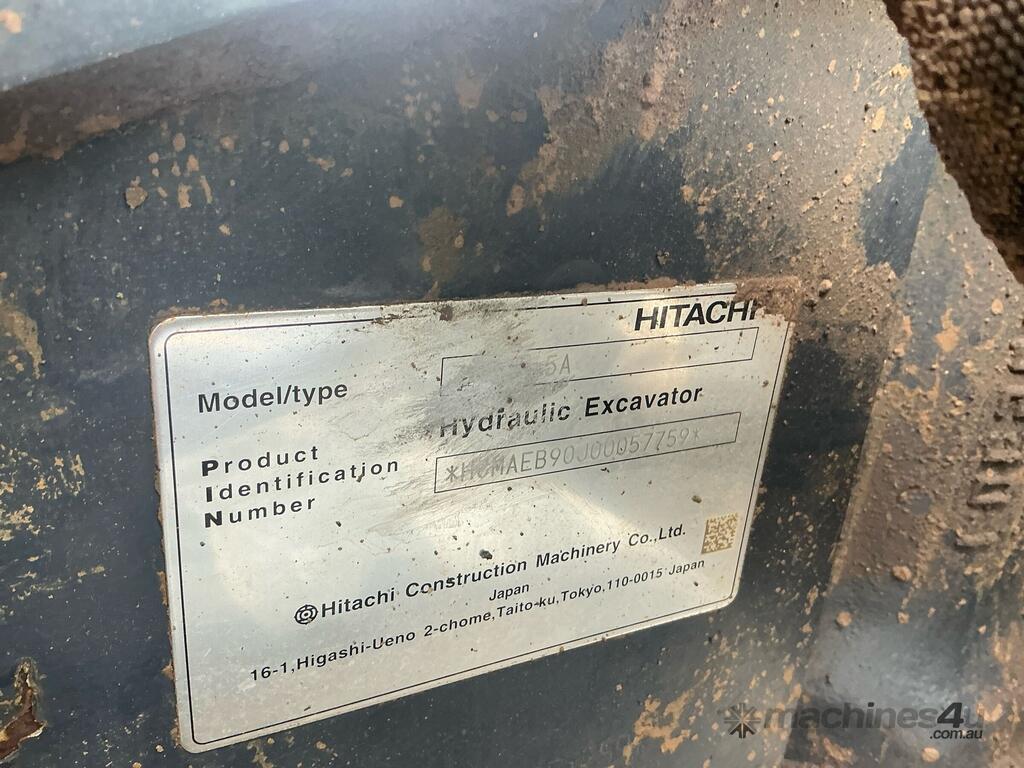 HITACHI
Model/type
5A
Hydraulic Excavator
Product
Identification
Number
*HCMAEB90J00057759*
Hitachi Construction Machinery Co.,Ltd.
Japan
16-1,Higashi-Ueno 2-chome,Taito-ku,Tokyo,110-0015 Japan
machines4u
.com.au